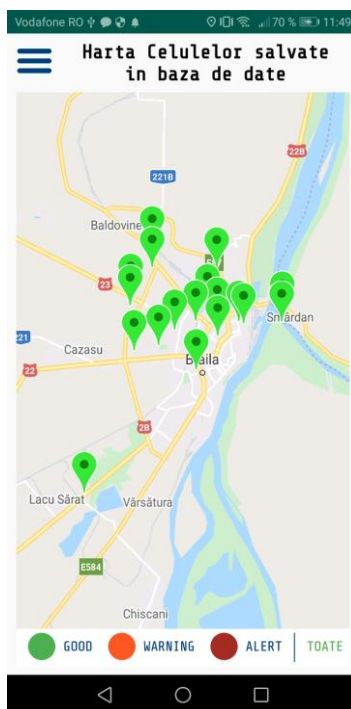 Vodafone RO 70 % 11:49
Harta Celulelor salvate
in baza de date
22B
221B
Baldovine
23
Smârdan
21
Cazasu
Brăila
22
2B
Lacu Sărat
Vărsătura
E584
Chiscani
GOOD WARNING ALERT TOATE